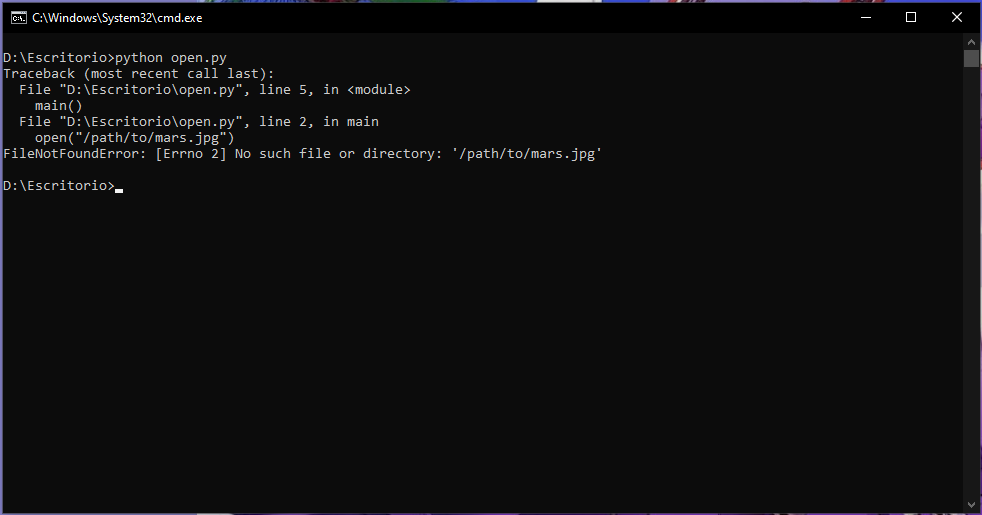 C:\Windows\System32\cmd.exe
D:\Escritorio>python open.py
Traceback (most recent call last):
  File "D:\Escritorio\open.py", line 5, in <module>
    main()
  File "D:\Escritorio\open.py", line 2, in main
    open("/path/to/mars.jpg")
FileNotFoundError: [Errno 2] No such file or directory: '/path/to/mars.jpg'
D:\Escritorio>